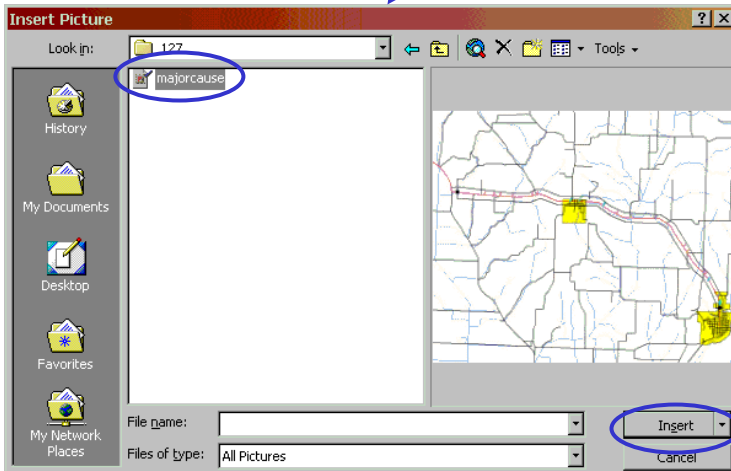 Insert Picture
Look in:
127
Tools
majorcause
History
My Documents
Desktop
Favorites
My Network
Places
File name:
Insert
Files of type:
All Pictures
Cancel